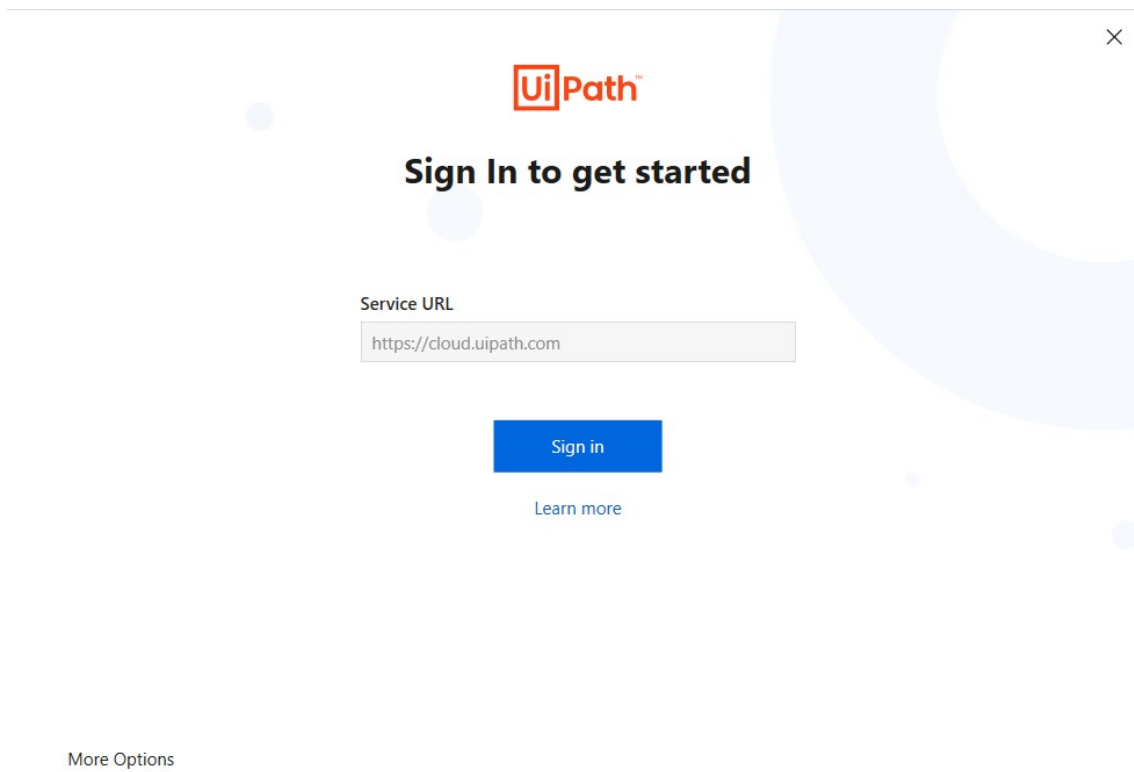 UiPath™
Sign In to get started
Service URL
https://cloud.uipath.com
Sign in
Learn more
More Options